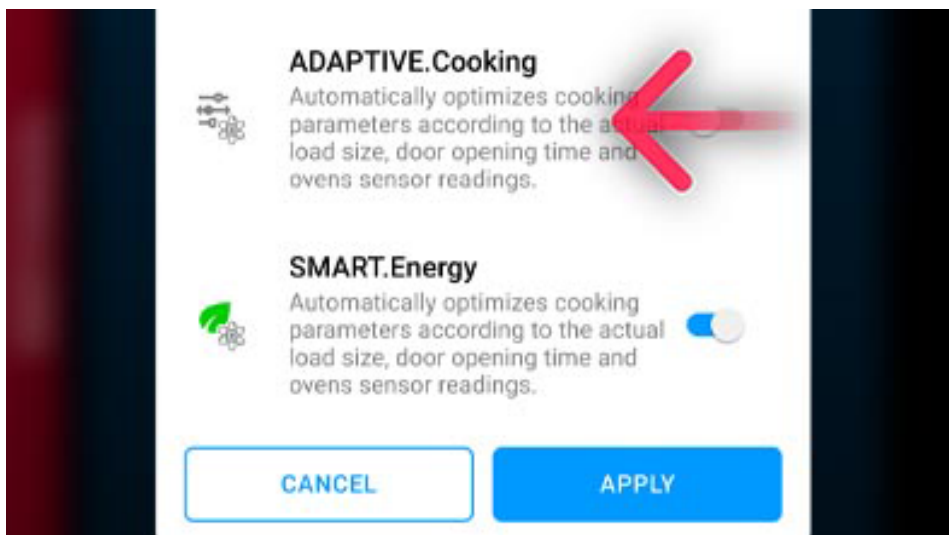 ADAPTIVE.Cooking
Automatically optimizes cooking
parameters according to the actual
load size, door opening time and
ovens sensor readings.
SMART.Energy
Automatically optimizes cooking
parameters according to the actual
load size, door opening time and
ovens sensor readings.
CANCEL
APPLY